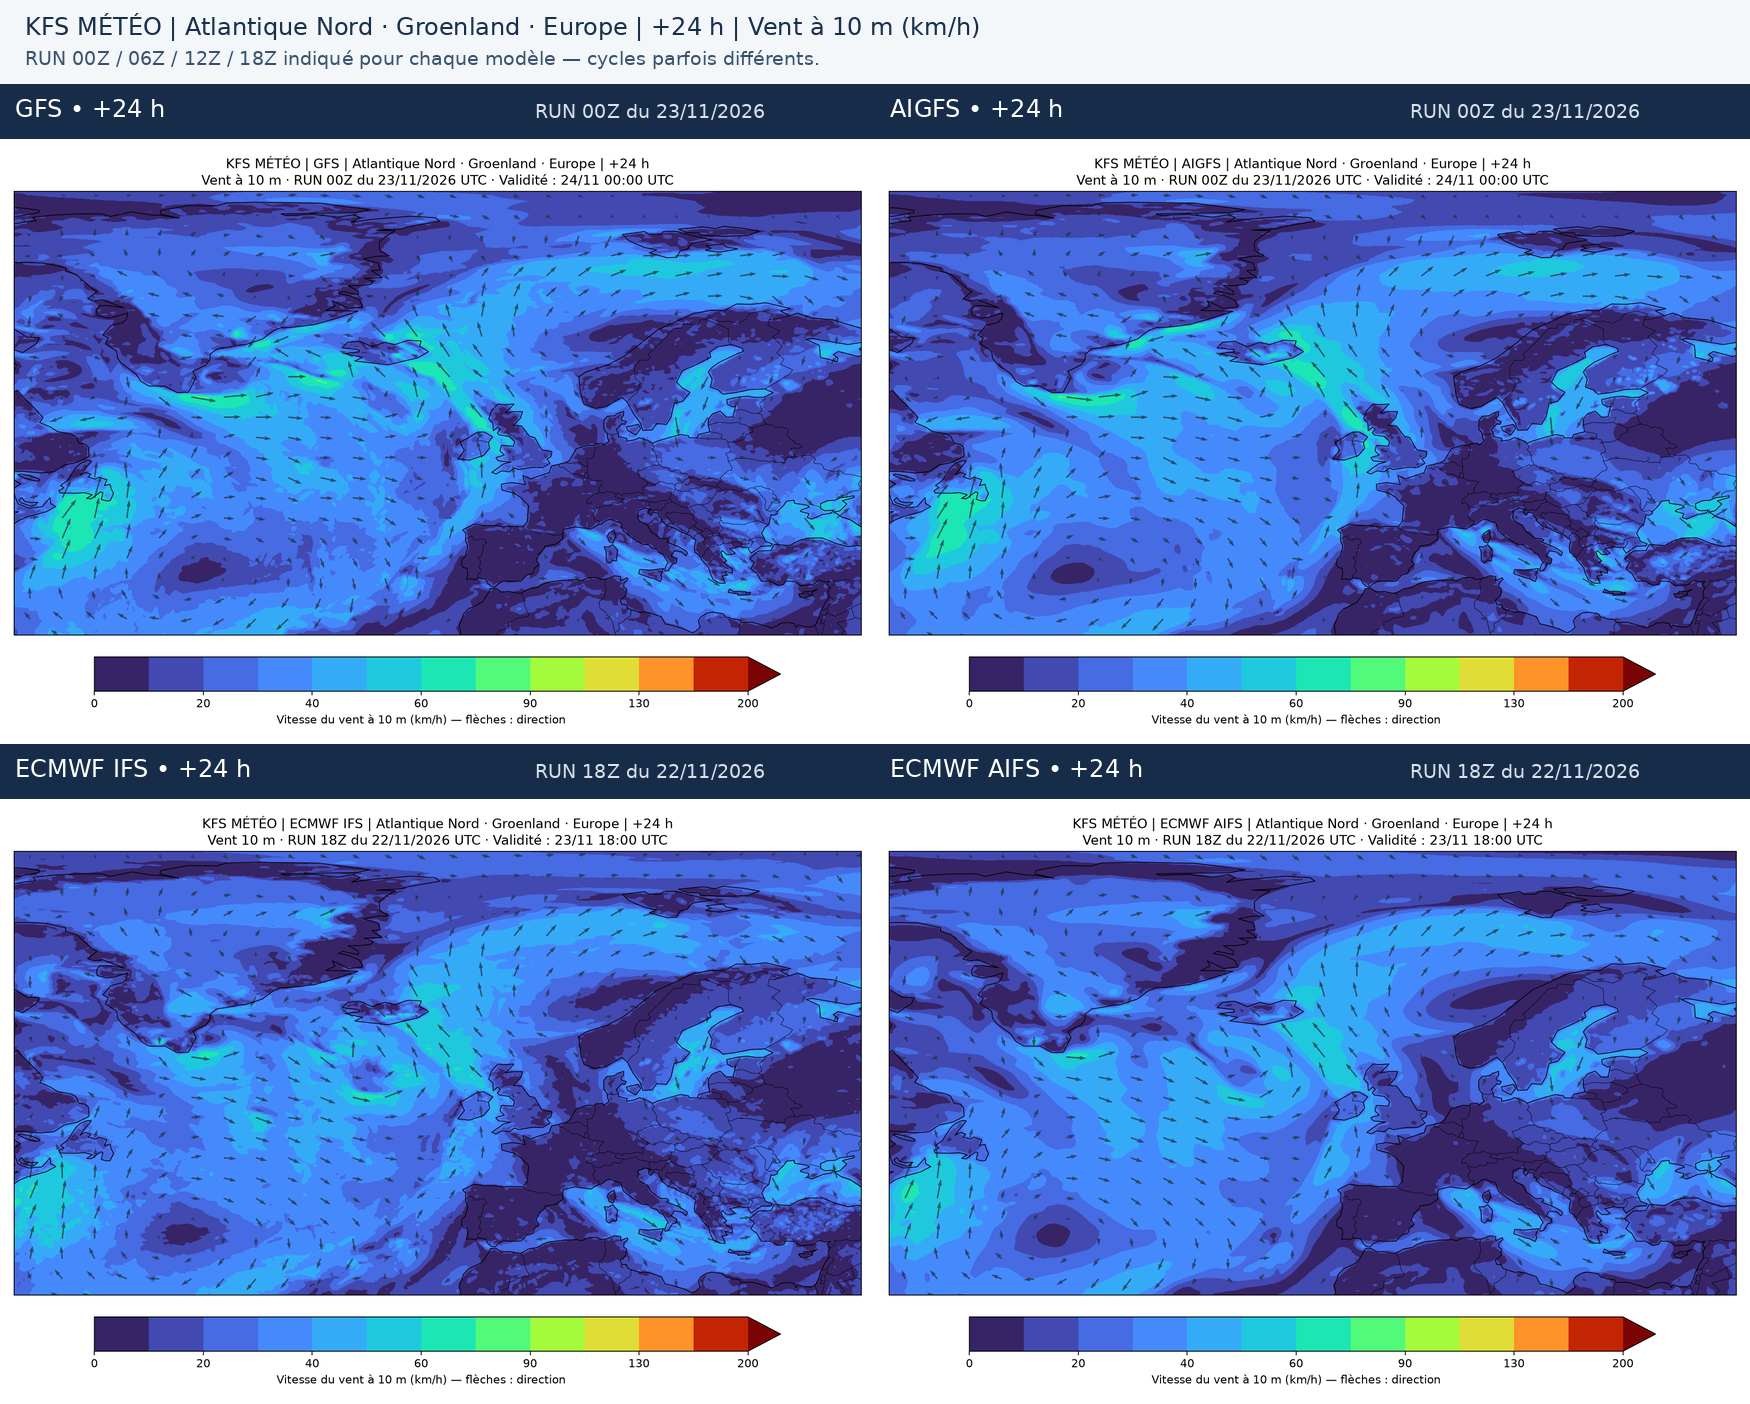 KFS MÉTÉO | Atlantique Nord · Groenland · Europe | +24 h | Vent à 10 m (km/h)
RUN 00Z / 06Z / 12Z / 18Z indiqué pour chaque modèle — cycles parfois différents.
GFS • +24 h
RUN 00Z du 23/11/2026
KFS MÉTÉO | GFS | Atlantique Nord · Groenland · Europe | +24 h
Vent à 10 m · RUN 00Z du 23/11/2026 UTC · Validité : 24/11 00:00 UTC
0 20 40 60 90 130 200
Vitesse du vent à 10 m (km/h) — flèches : direction
AIGFS • +24 h
RUN 00Z du 23/11/2026
KFS MÉTÉO | AIGFS | Atlantique Nord · Groenland · Europe | +24 h
Vent à 10 m · RUN 00Z du 23/11/2026 UTC · Validité : 24/11 00:00 UTC
0 20 40 60 90 130 200
Vitesse du vent à 10 m (km/h) — flèches : direction
ECMWF IFS • +24 h
RUN 18Z du 22/11/2026
KFS MÉTÉO | ECMWF IFS | Atlantique Nord · Groenland · Europe | +24 h
Vent 10 m · RUN 18Z du 22/11/2026 UTC · Validité : 23/11 18:00 UTC
0 20 40 60 90 130 200
Vitesse du vent à 10 m (km/h) — flèches : direction
ECMWF AIFS • +24 h
RUN 18Z du 22/11/2026
KFS MÉTÉO | ECMWF AIFS | Atlantique Nord · Groenland · Europe | +24 h
Vent 10 m · RUN 18Z du 22/11/2026 UTC · Validité : 23/11 18:00 UTC
0 20 40 60 90 130 200
Vitesse du vent à 10 m (km/h) — flèches : direction